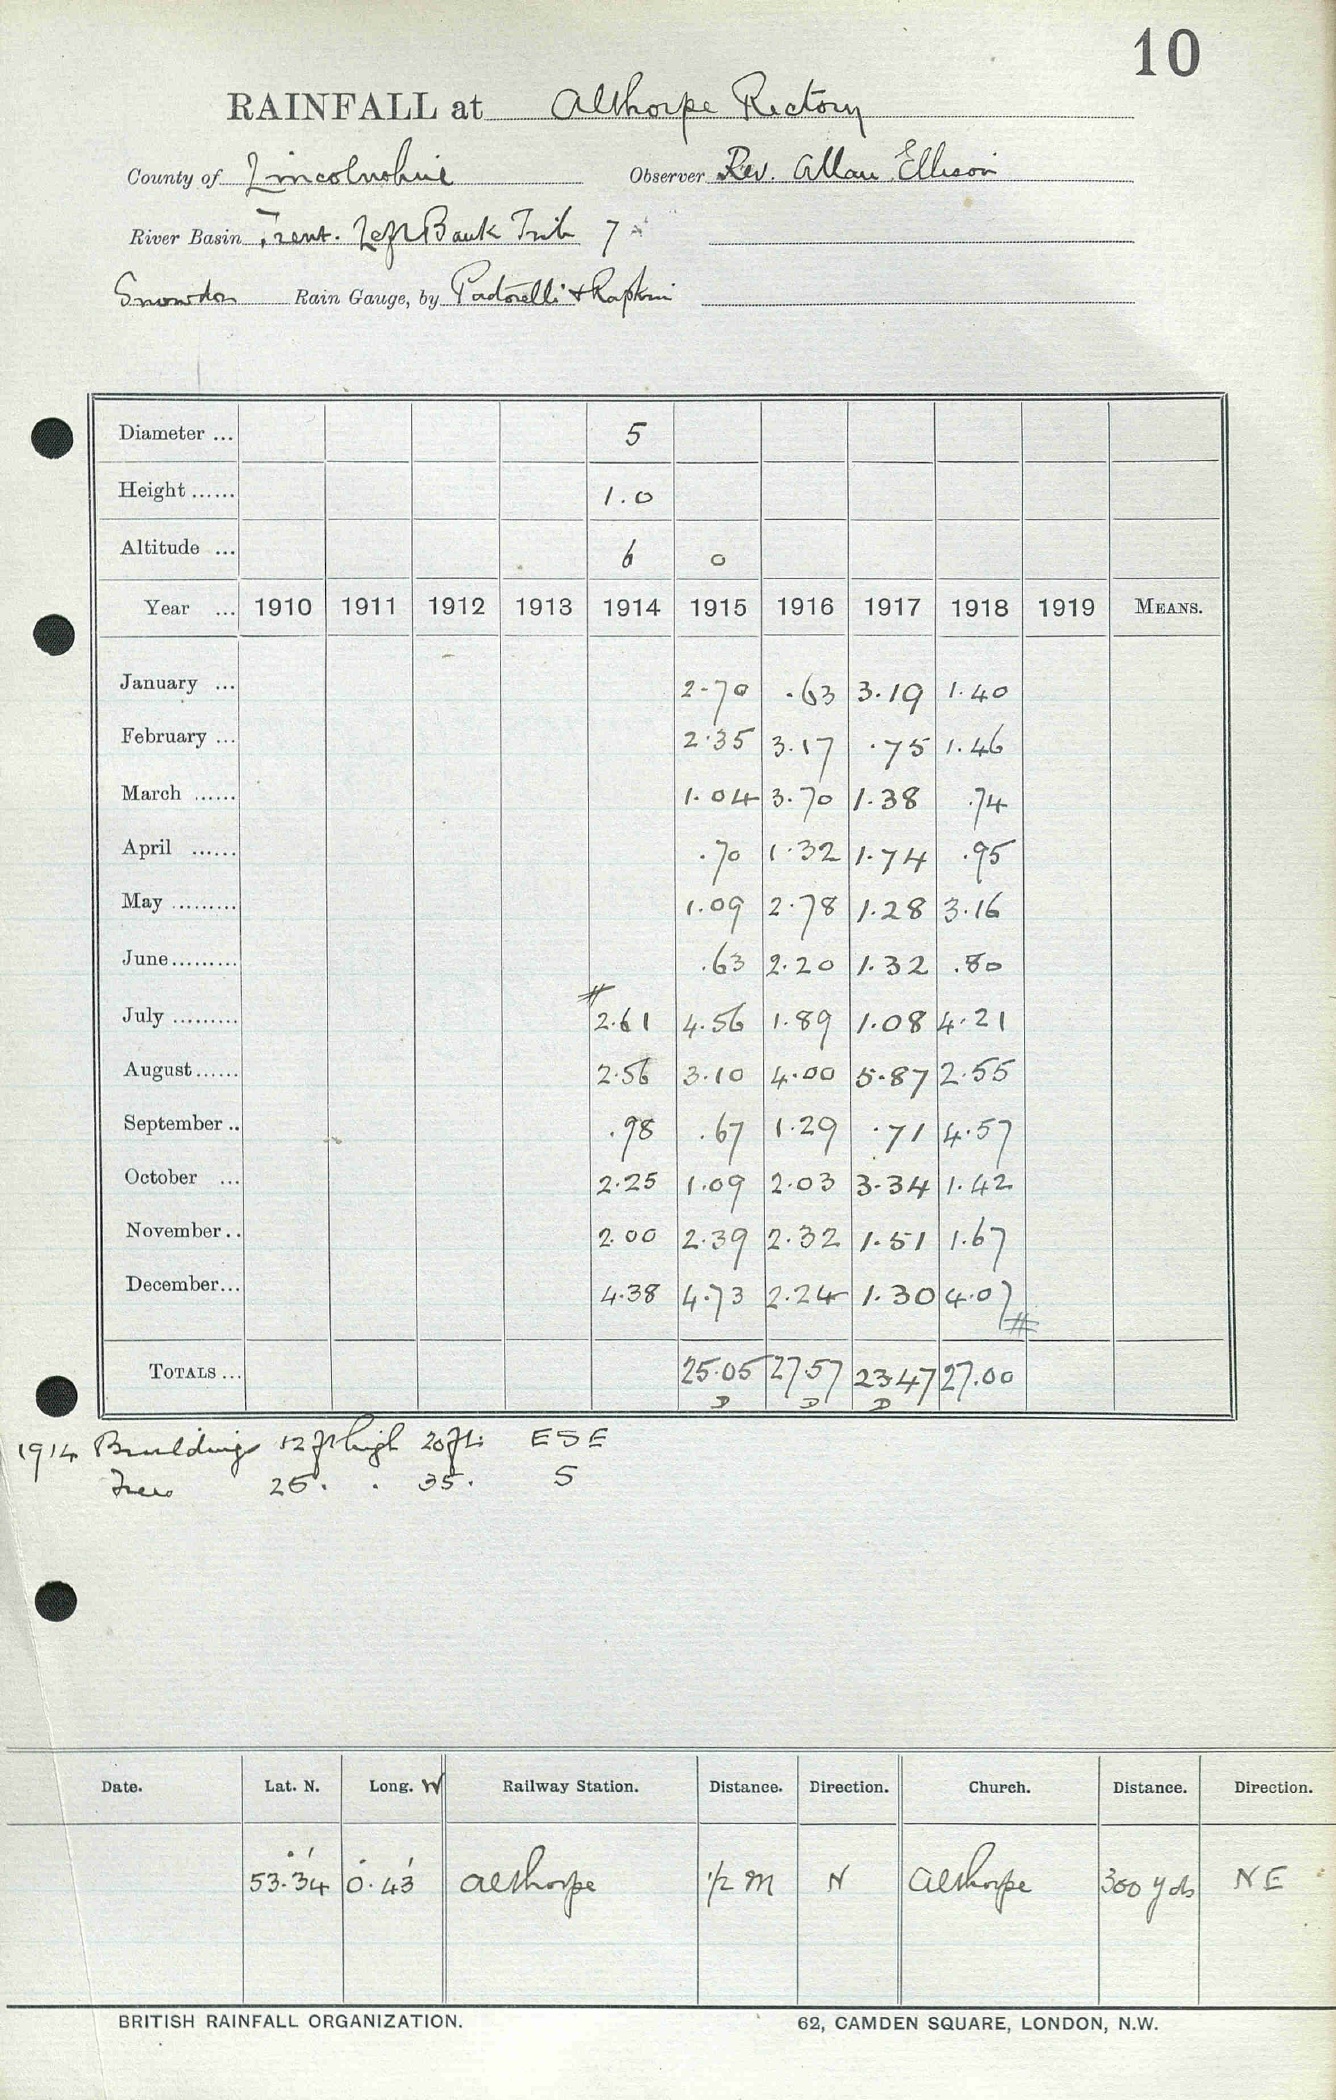 10
RAINFALL at Althorpe Rectory
County of Lincolnshire Observer Rev. Allan Ellison
River Basin Trent. Left Bank Trib 7
Snowdon Rain Gauge, by Pastorelli & Rapkin
Diameter ... 5
Height ...... 1.0
Altitude ... 6 0
Year ... 1910 1911 1912 1913 1914 1915 1916 1917 1918 1919 MEANS.
January ... 2.70 .63 3.19 1.40
February ... 2.35 3.17 .75 1.46
March ...... 1.04 3.70 1.38 .74
April ...... .70 1.32 1.74 .95
May ......... 1.09 2.78 1.28 3.16
June......... .63 2.20 1.32 .80
July ......... # 2.61 4.56 1.89 1.08 4.21
August...... 2.56 3.10 4.00 5.87 2.55
September .. .98 .67 1.29 .71 4.57
October ... 2.25 1.09 2.03 3.34 1.42
November.. 2.00 2.39 2.32 1.51 1.67
December... 4.38 4.73 2.24 1.30 4.07 #
TOTALS ... 25.05 27.57 23.47 27.00
D D D
1914 Buildings 12 ft high 20 ft. ESE
Trees 25. . 35. S
Date. Lat. N. Long. W Railway Station. Distance. Direction. Church. Distance. Direction.
53°.34' 0°.43' Althorpe 1/2 M N Althorpe 300 yds NE
BRITISH RAINFALL ORGANIZATION. 62, CAMDEN SQUARE, LONDON, N.W.